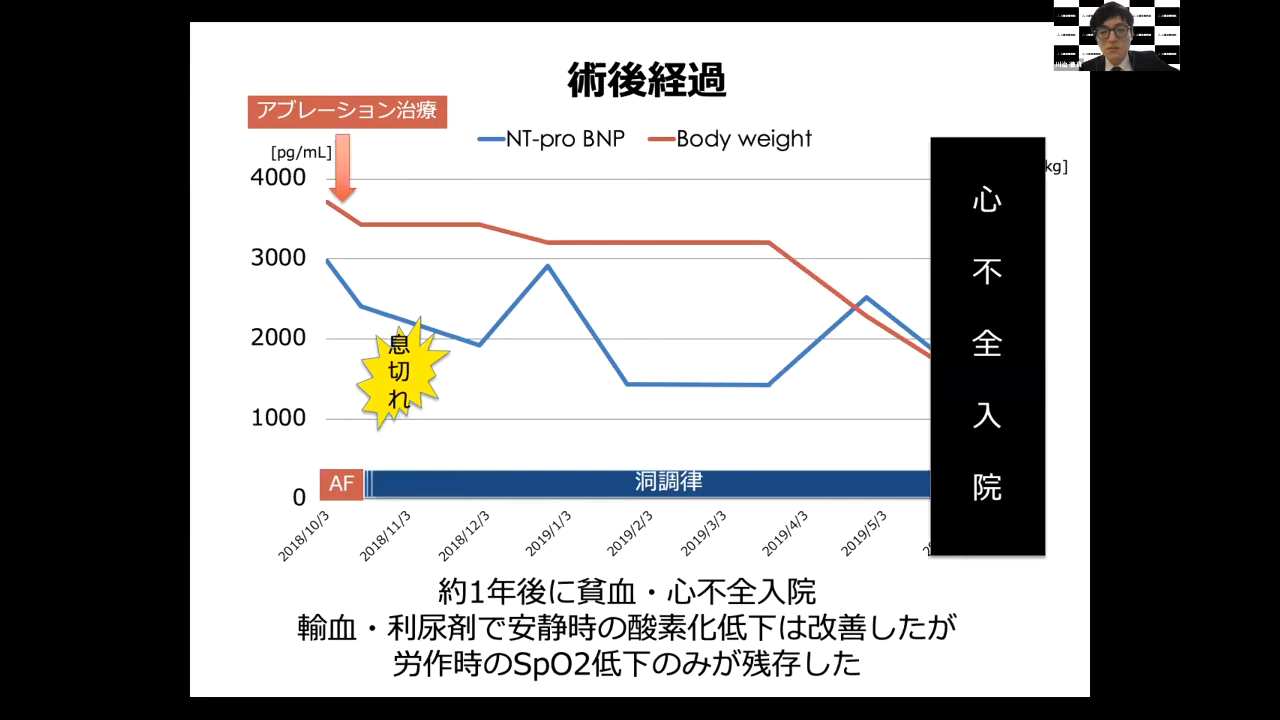 術後経過
アブレーション治療
NT-pro BNP
Body weight
[pg/mL]
kg]
4000
3000
2000
1000
0
息
切
れ
心
不
全
入
院
AF
洞調律
2018/10/3
2018/11/3
2018/12/3
2019/1/3
2019/2/3
2019/3/3
2019/4/3
2019/5/3
約1年後に貧血・心不全入院
輸血・利尿剤で安静時の酸素化低下は改善したが
労作時のSpO2低下のみが残存した